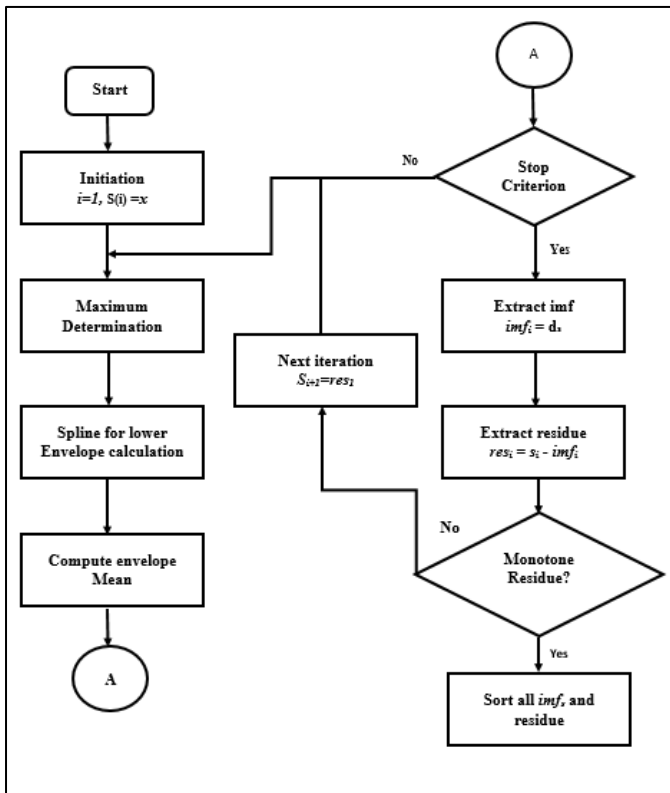 Start
Initiation
i=1, S(i) =x
Maximum
Determination
Spline for lower
Envelope calculation
Compute envelope
Mean
A
A
Stop
Criterion
No
Yes
Extract imf
imfᵢ = dₛ
Extract residue
resᵢ = sᵢ - imfᵢ
Next iteration
Sᵢ₊₁=res₁
No
Monotone
Residue?
Yes
Sort all imfₛ and
residue